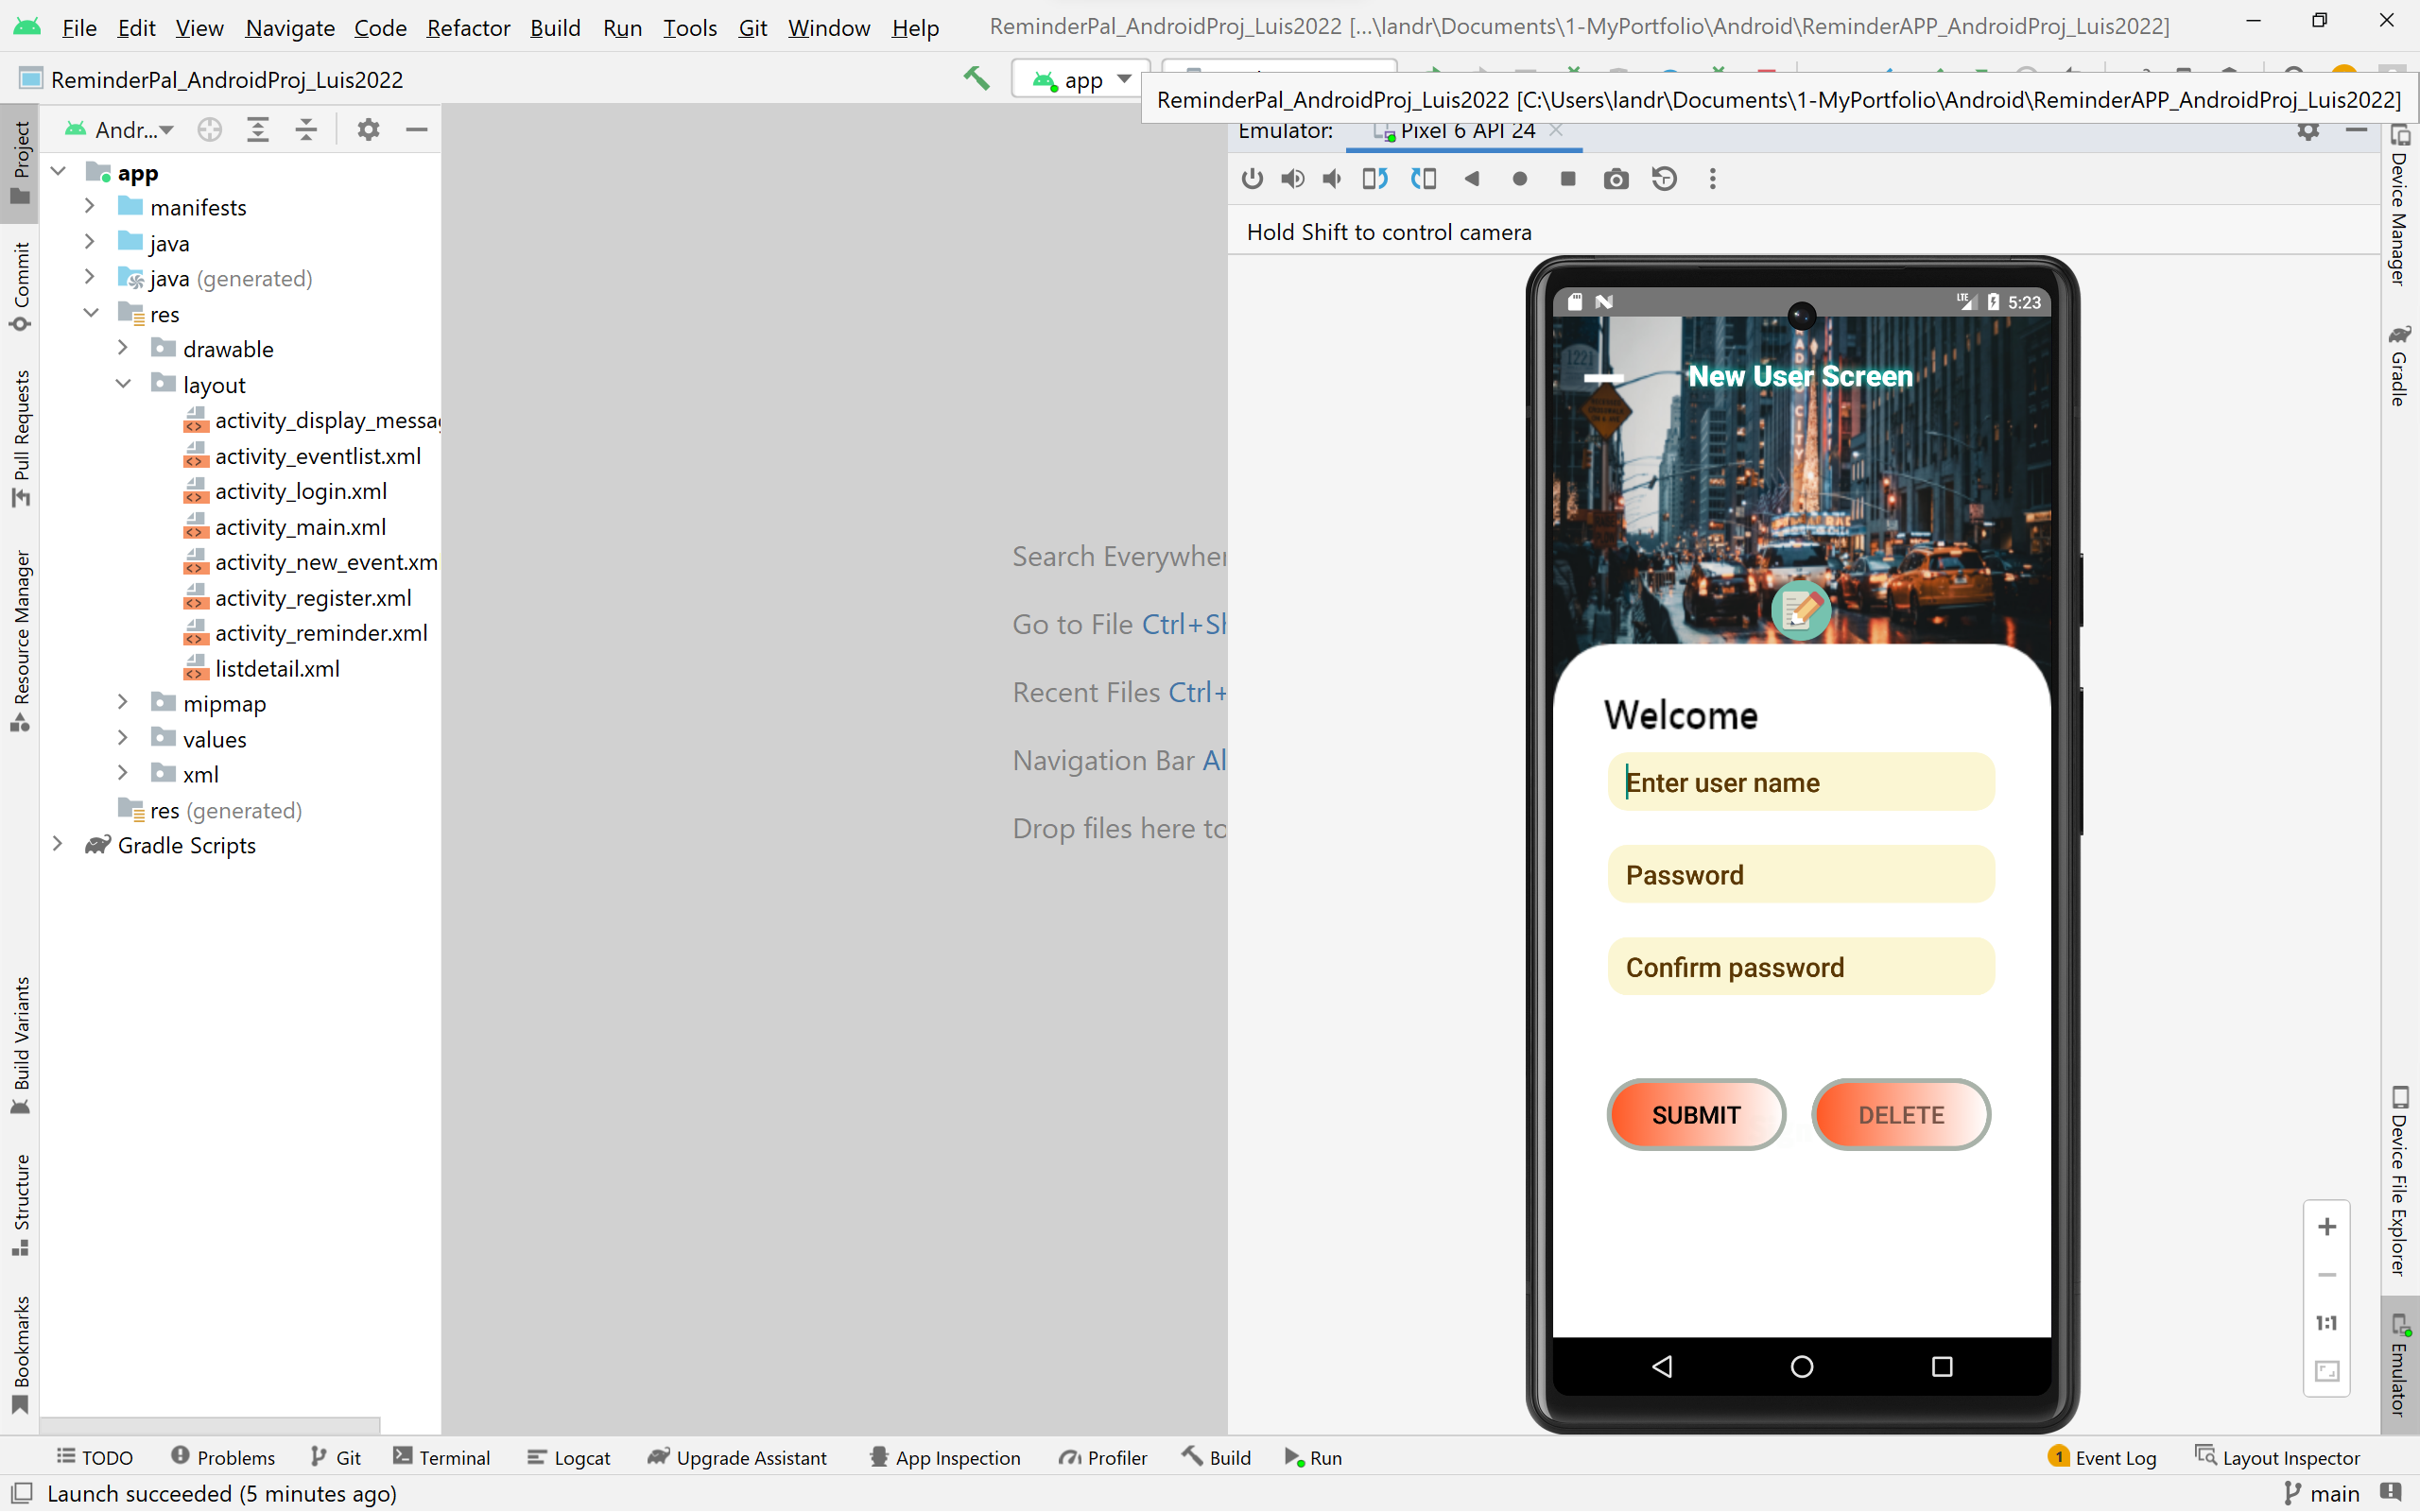 File Edit View Navigate Code Refactor Build Run Tools Git Window Help ReminderPal_AndroidProj_Luis2022 [...\landr\Documents\1-MyPortfolio\Android\ReminderAPP_AndroidProj_Luis2022]
ReminderPal_AndroidProj_Luis2022
app
ReminderPal_AndroidProj_Luis2022 [C:\Users\landr\Documents\1-MyPortfolio\Android\ReminderAPP_AndroidProj_Luis2022]
Project
Commit
Pull Requests
Resource Manager
Build Variants
Structure
Bookmarks
Andr...
app
manifests
java
java (generated)
res
drawable
layout
activity_display_messa
activity_eventlist.xml
activity_login.xml
activity_main.xml
activity_new_event.xm
activity_register.xml
activity_reminder.xml
listdetail.xml
mipmap
values
xml
res (generated)
Gradle Scripts
Search Everywher
Go to File Ctrl+Sh
Recent Files Ctrl+
Navigation Bar Al
Drop files here to
Emulator: Pixel 6 API 24
Hold Shift to control camera
LTE 5:23
1221
New User Screen
Welcome
Enter user name
Password
Confirm password
SUBMIT DELETE
1:1
Device Manager
Gradle
Device File Explorer
Emulator
TODO Problems Git Terminal Logcat Upgrade Assistant App Inspection Profiler Build Run 1 Event Log Layout Inspector
Launch succeeded (5 minutes ago) main